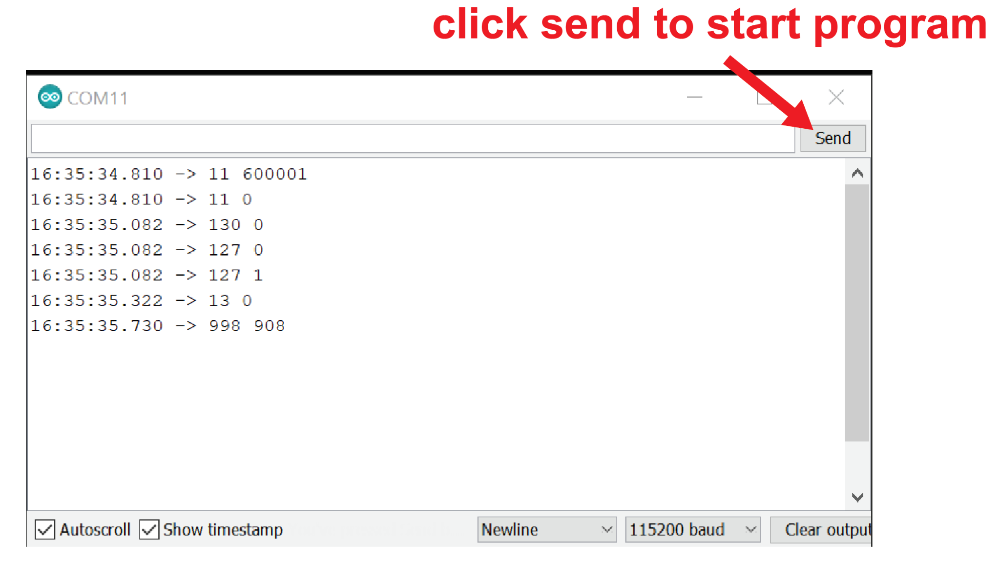 click send to start program
COM11
Send
16:35:34.810 -> 11 600001
16:35:34.810 -> 11 0
16:35:35.082 -> 130 0
16:35:35.082 -> 127 0
16:35:35.082 -> 127 1
16:35:35.322 -> 13 0
16:35:35.730 -> 998 908
Autoscroll Show timestamp Newline 115200 baud Clear output